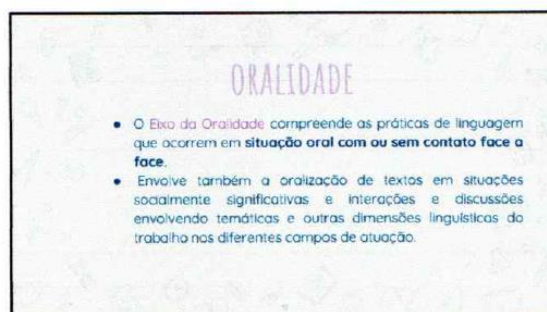 ORALIDADE
• O Eixo da Oralidade compreende as práticas de linguagem
que ocorrem em situação oral com ou sem contato face a
face.
• Envolve também a oralização de textos em situações
socialmente significativas e interações e discussões
envolvendo temáticas e outras dimensões linguísticas do
trabalho nos diferentes campos de atuação.